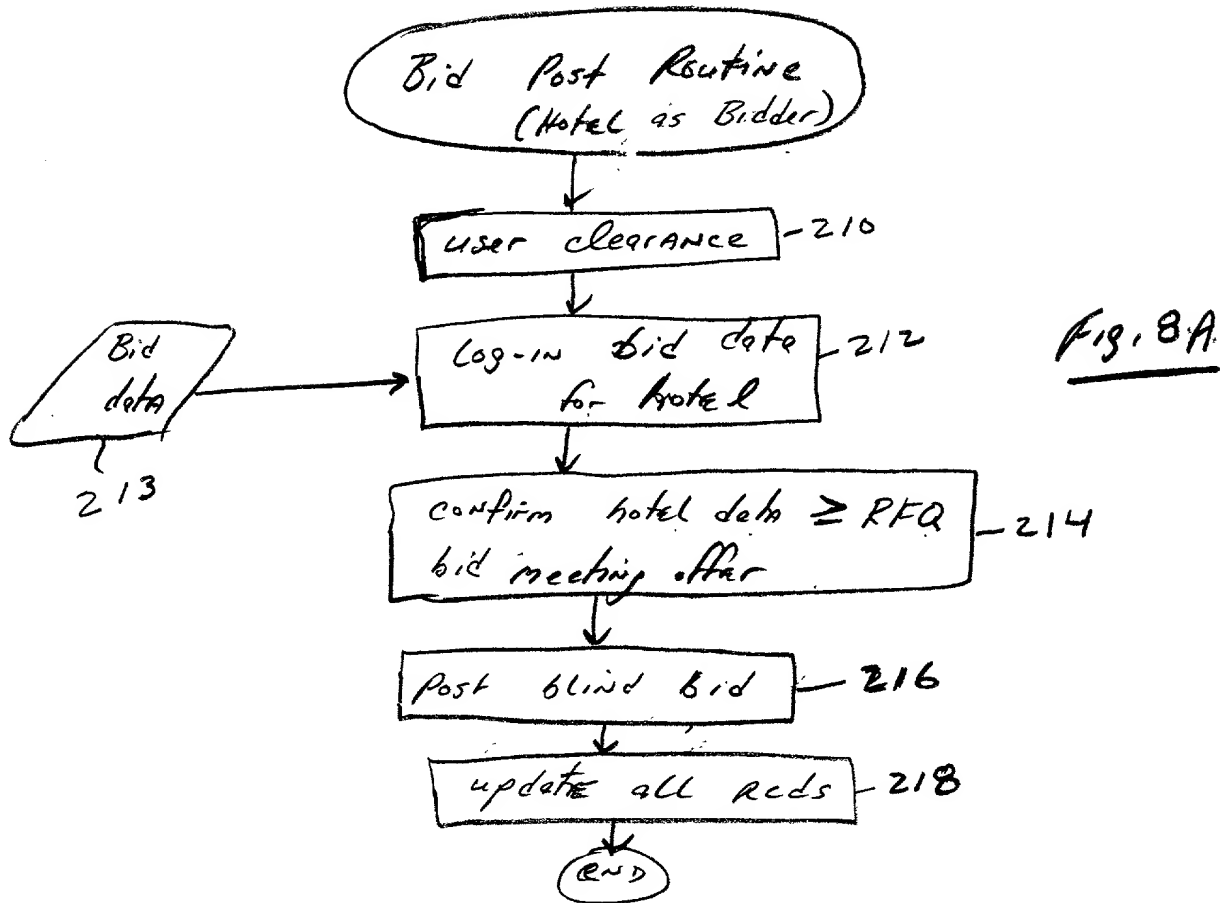 Bid Post Routine
(Hotel as Bidder)
user clearance
210
Log-in bid data
for hotel
212
Fig. 8A
Bid
data
213
confirm hotel data ≥ RFQ
bid meeting offer
214
Post blind bid
216
update all rcds
218
END